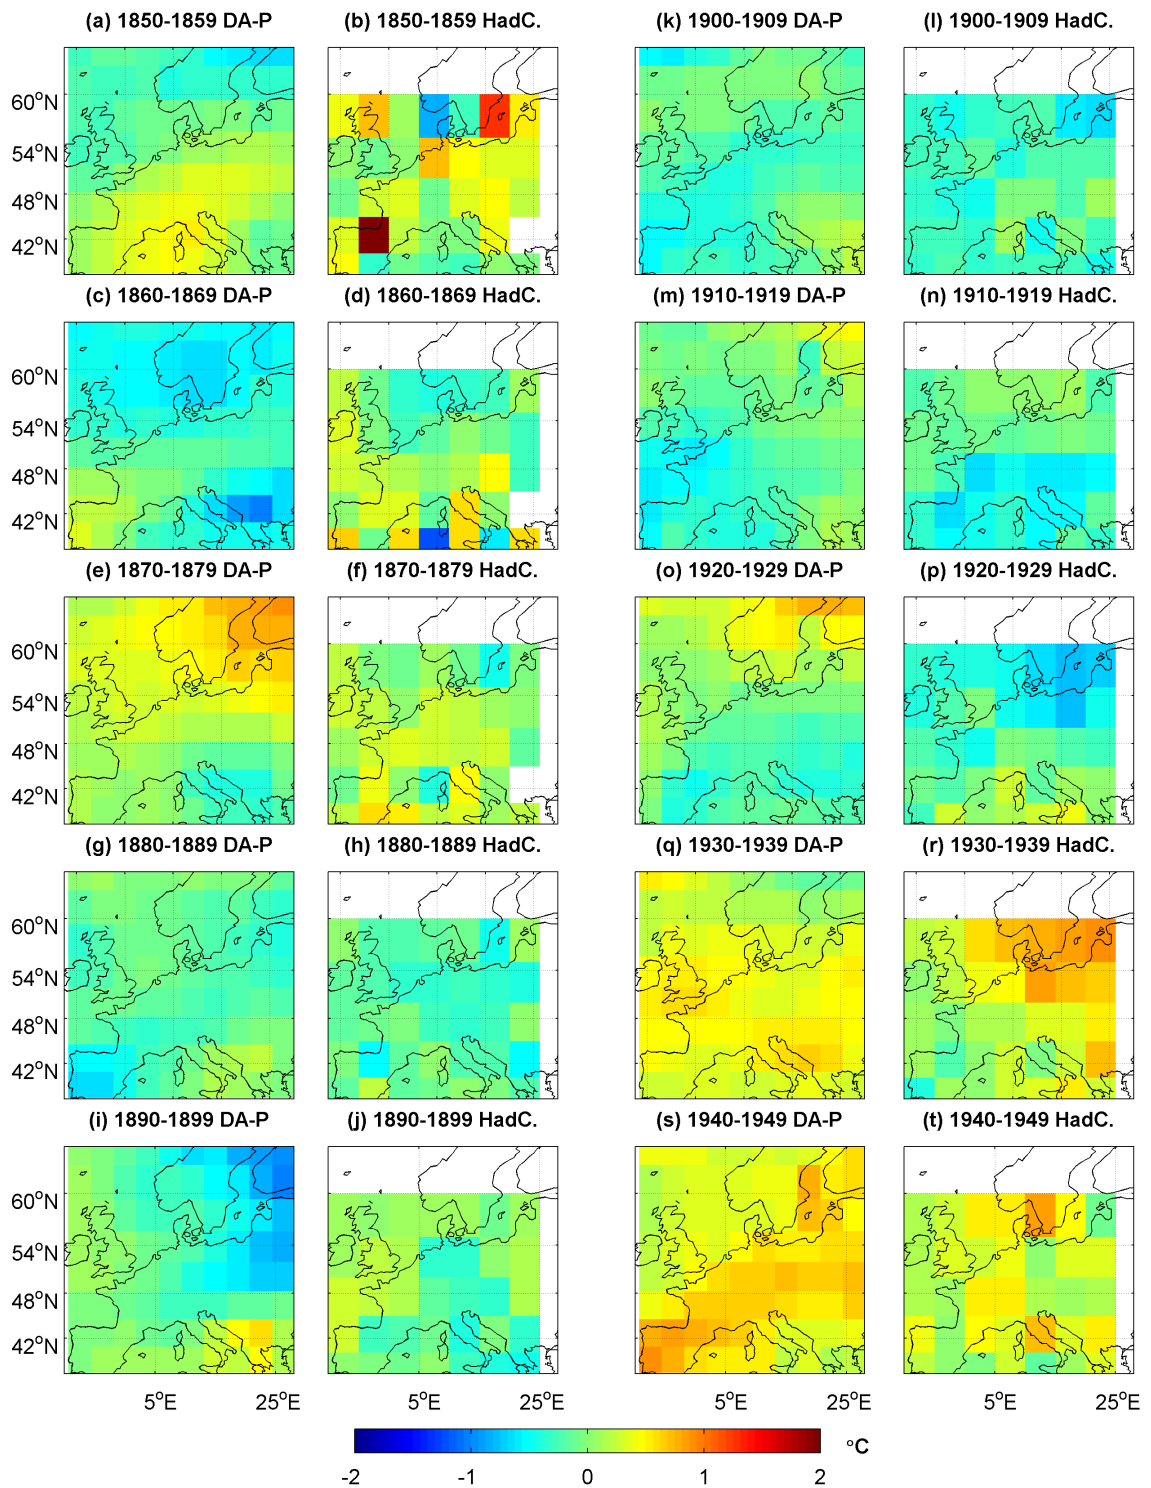 (a) 1850-1859 DA-P
(b) 1850-1859 HadC.
(k) 1900-1909 DA-P
(l) 1900-1909 HadC.
60°N
54°N
48°N
42°N
(c) 1860-1869 DA-P
(d) 1860-1869 HadC.
(m) 1910-1919 DA-P
(n) 1910-1919 HadC.
60°N
54°N
48°N
42°N
(e) 1870-1879 DA-P
(f) 1870-1879 HadC.
(o) 1920-1929 DA-P
(p) 1920-1929 HadC.
60°N
54°N
48°N
42°N
(g) 1880-1889 DA-P
(h) 1880-1889 HadC.
(q) 1930-1939 DA-P
(r) 1930-1939 HadC.
60°N
54°N
48°N
42°N
(i) 1890-1899 DA-P
(j) 1890-1899 HadC.
(s) 1940-1949 DA-P
(t) 1940-1949 HadC.
60°N
54°N
48°N
42°N
5°E 25°E 5°E 25°E 5°E 25°E 5°E 25°E
°C
-2 -1 0 1 2